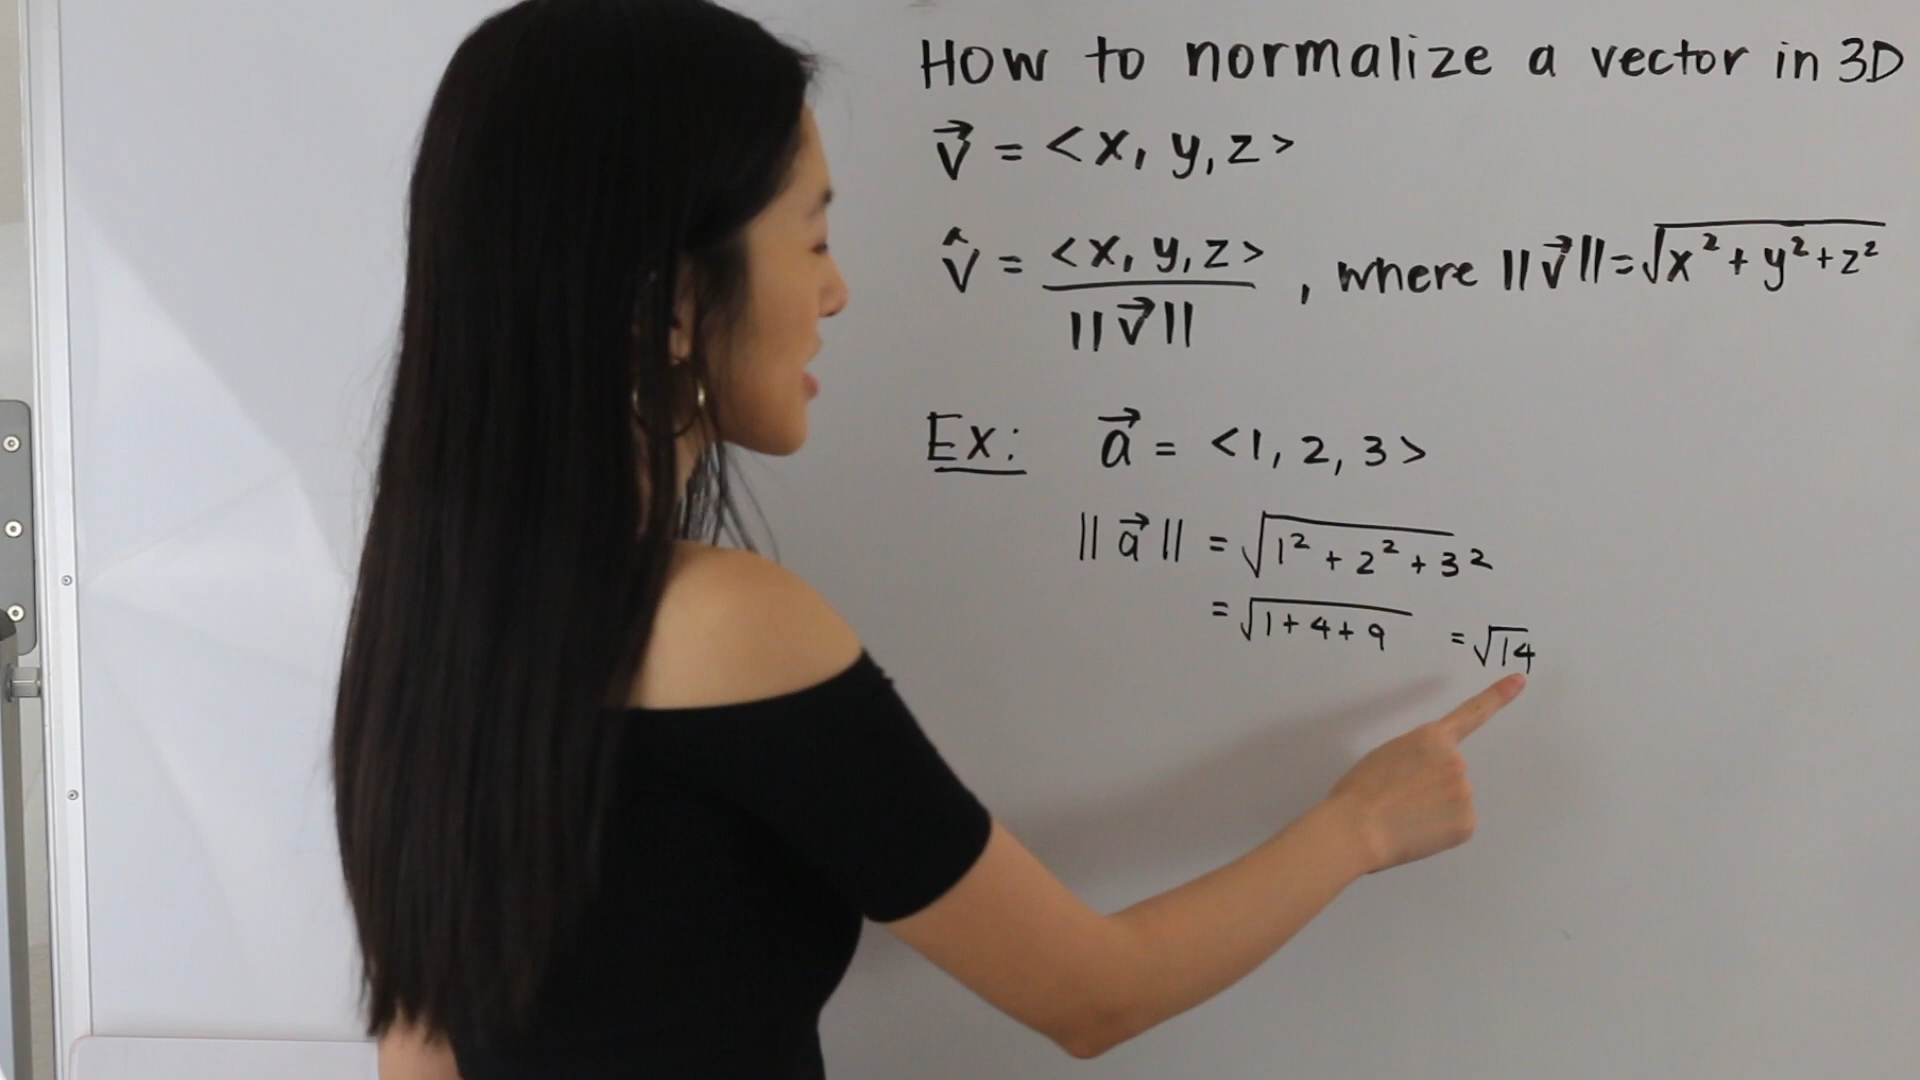 How to normalize a vector in 3D
v⃗ = <x, y, z>
v̂ = <x, y, z> / ||v⃗|| , where ||v⃗|| = √x² + y² + z²
Ex: a⃗ = <1, 2, 3>
||a⃗|| = √1² + 2² + 3²
= √1 + 4 + 9 = √14